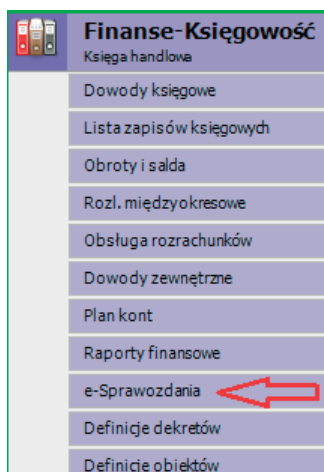 Finanse-Księgowość
Księga handlowa
Dowody księgowe
Lista zapisów księgowych
Obroty i salda
Rozl. międzyokresowe
Obsługa rozrachunków
Dowody zewnętrzne
Plan kont
Raporty finansowe
e-Sprawozdania
Definicje dekretów
Definicje objektów